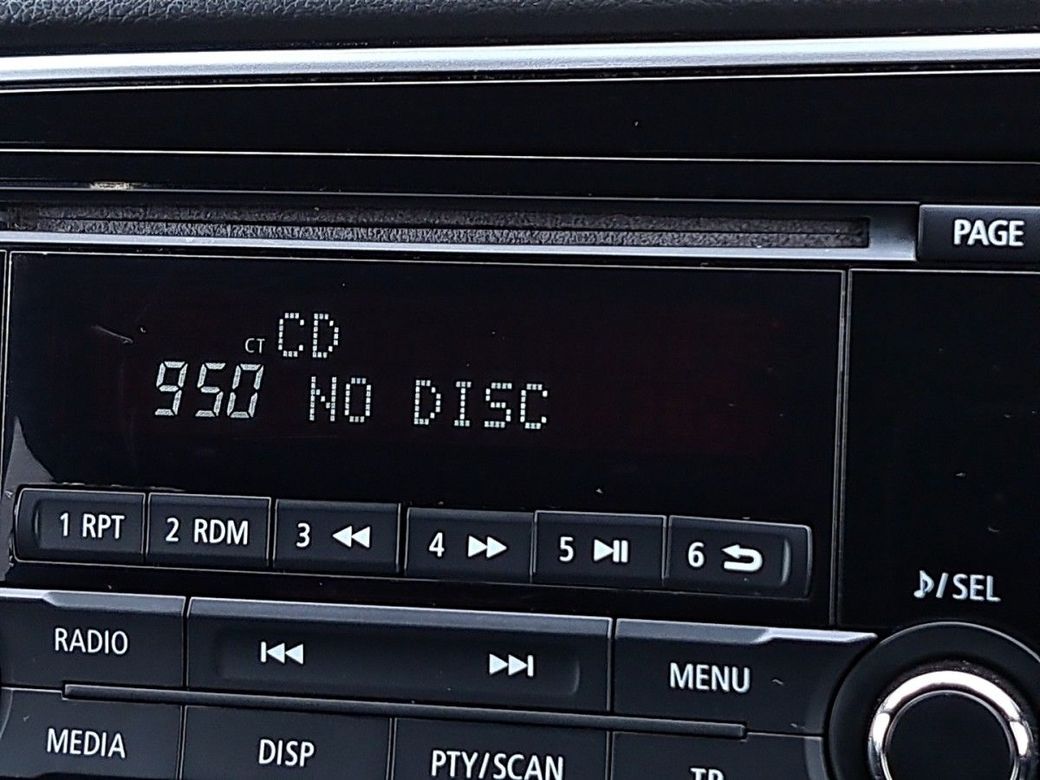 PAGE
CT CD
950 NO DISC
1 RPT 2 RDM 3 4 5 6
♪/SEL
RADIO MENU
MEDIA DISP PTY/SCAN TP